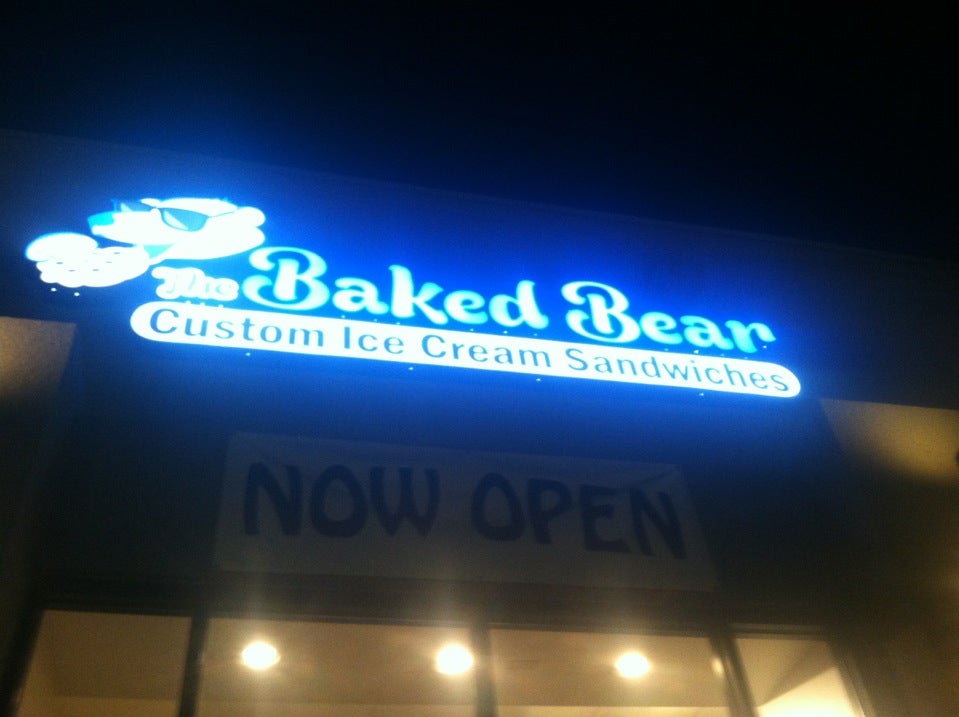 The Baked Bear
Custom Ice Cream Sandwiches
NOW OPEN